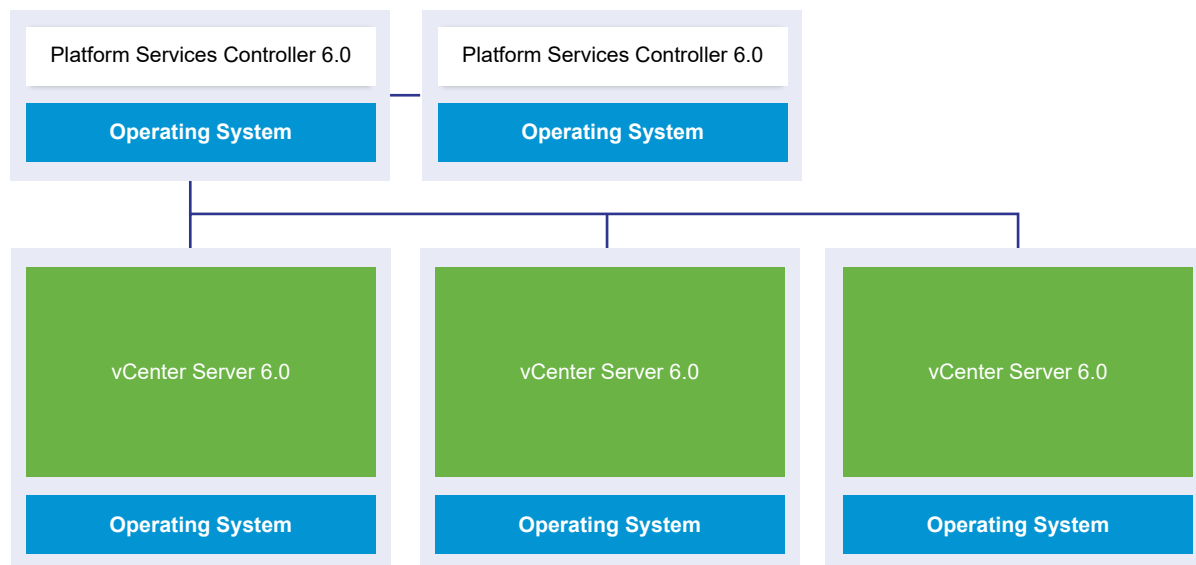 Platform Services Controller 6.0
Platform Services Controller 6.0
Operating System
Operating System
vCenter Server 6.0
vCenter Server 6.0
vCenter Server 6.0
Operating System
Operating System
Operating System